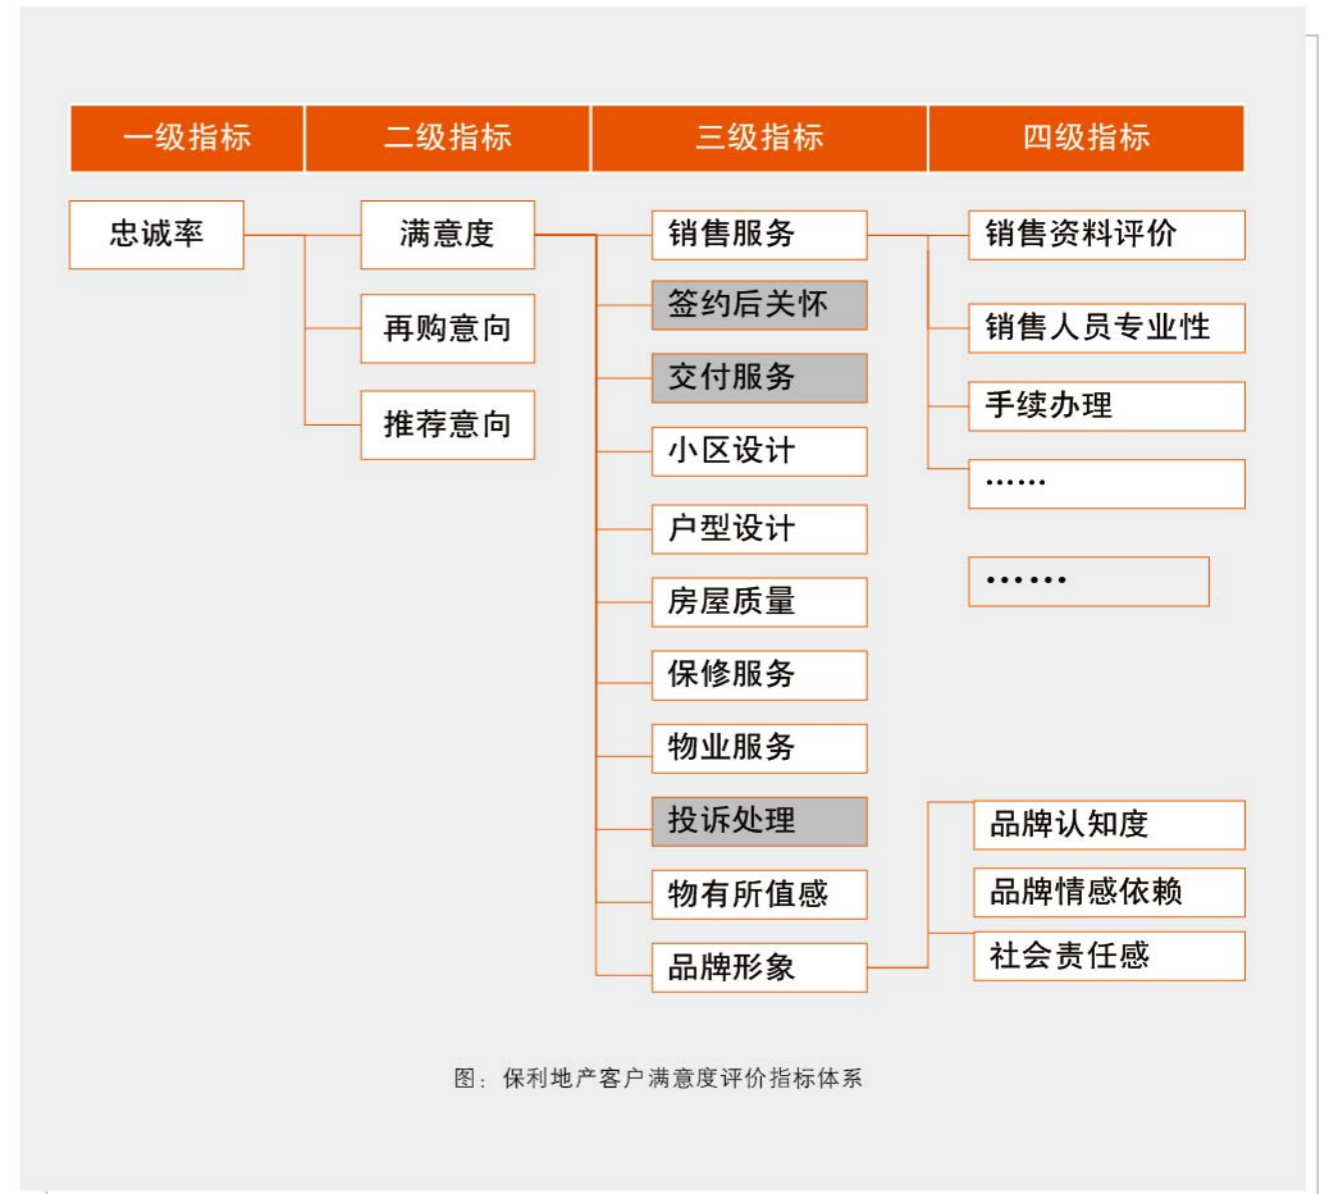 一级指标
二级指标
三级指标
四级指标
忠诚率
满意度
再购意向
推荐意向
销售服务
签约后关怀
交付服务
小区设计
户型设计
房屋质量
保修服务
物业服务
投诉处理
物有所值感
品牌形象
销售资料评价
销售人员专业性
手续办理
……
……
品牌认知度
品牌情感依赖
社会责任感
图：保利地产客户满意度评价指标体系